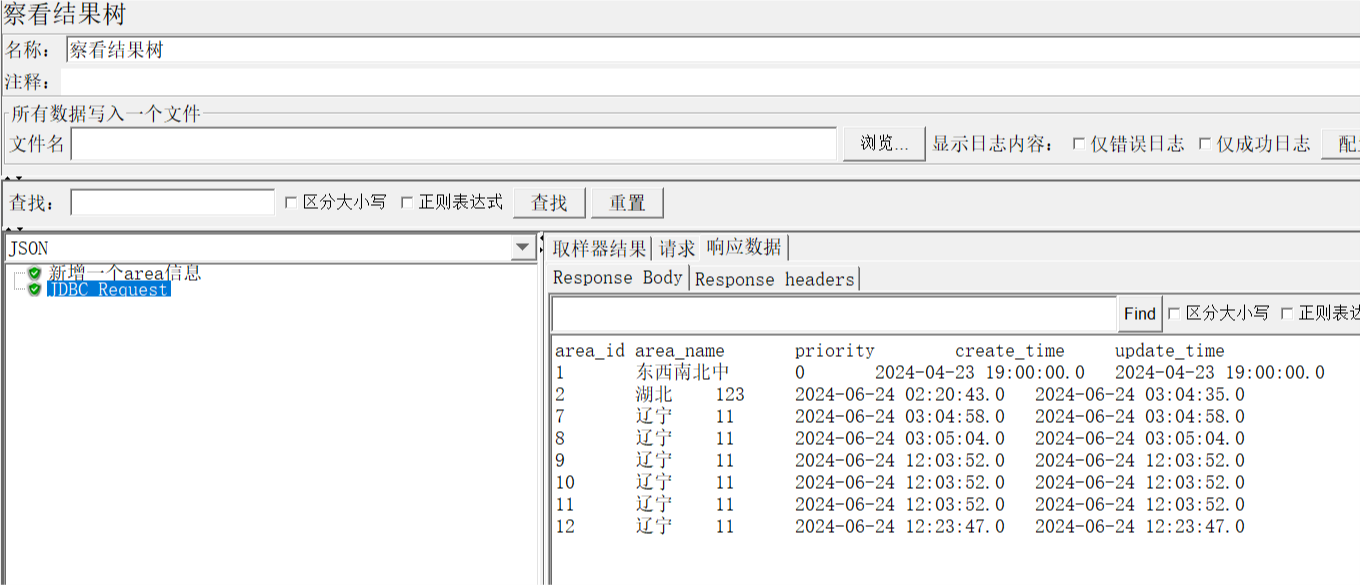 察看结果树
名称： 察看结果树
注释：
所有数据写入一个文件
文件名 浏览... 显示日志内容： 仅错误日志 仅成功日志
查找： 区分大小写 正则表达式 查找 重置
JSON
新增一个area信息
JDBC Request
取样器结果 请求 响应数据
Response Body Response headers
Find 区分大小写 正则表达
area_id area_name priority create_time update_time
1 东西南北中 0 2024-04-23 19:00:00.0 2024-04-23 19:00:00.0
2 湖北 123 2024-06-24 02:20:43.0 2024-06-24 03:04:35.0
7 辽宁 11 2024-06-24 03:04:58.0 2024-06-24 03:04:58.0
8 辽宁 11 2024-06-24 03:05:04.0 2024-06-24 03:05:04.0
9 辽宁 11 2024-06-24 12:03:52.0 2024-06-24 12:03:52.0
10 辽宁 11 2024-06-24 12:03:52.0 2024-06-24 12:03:52.0
11 辽宁 11 2024-06-24 12:03:52.0 2024-06-24 12:03:52.0
12 辽宁 11 2024-06-24 12:23:47.0 2024-06-24 12:23:47.0